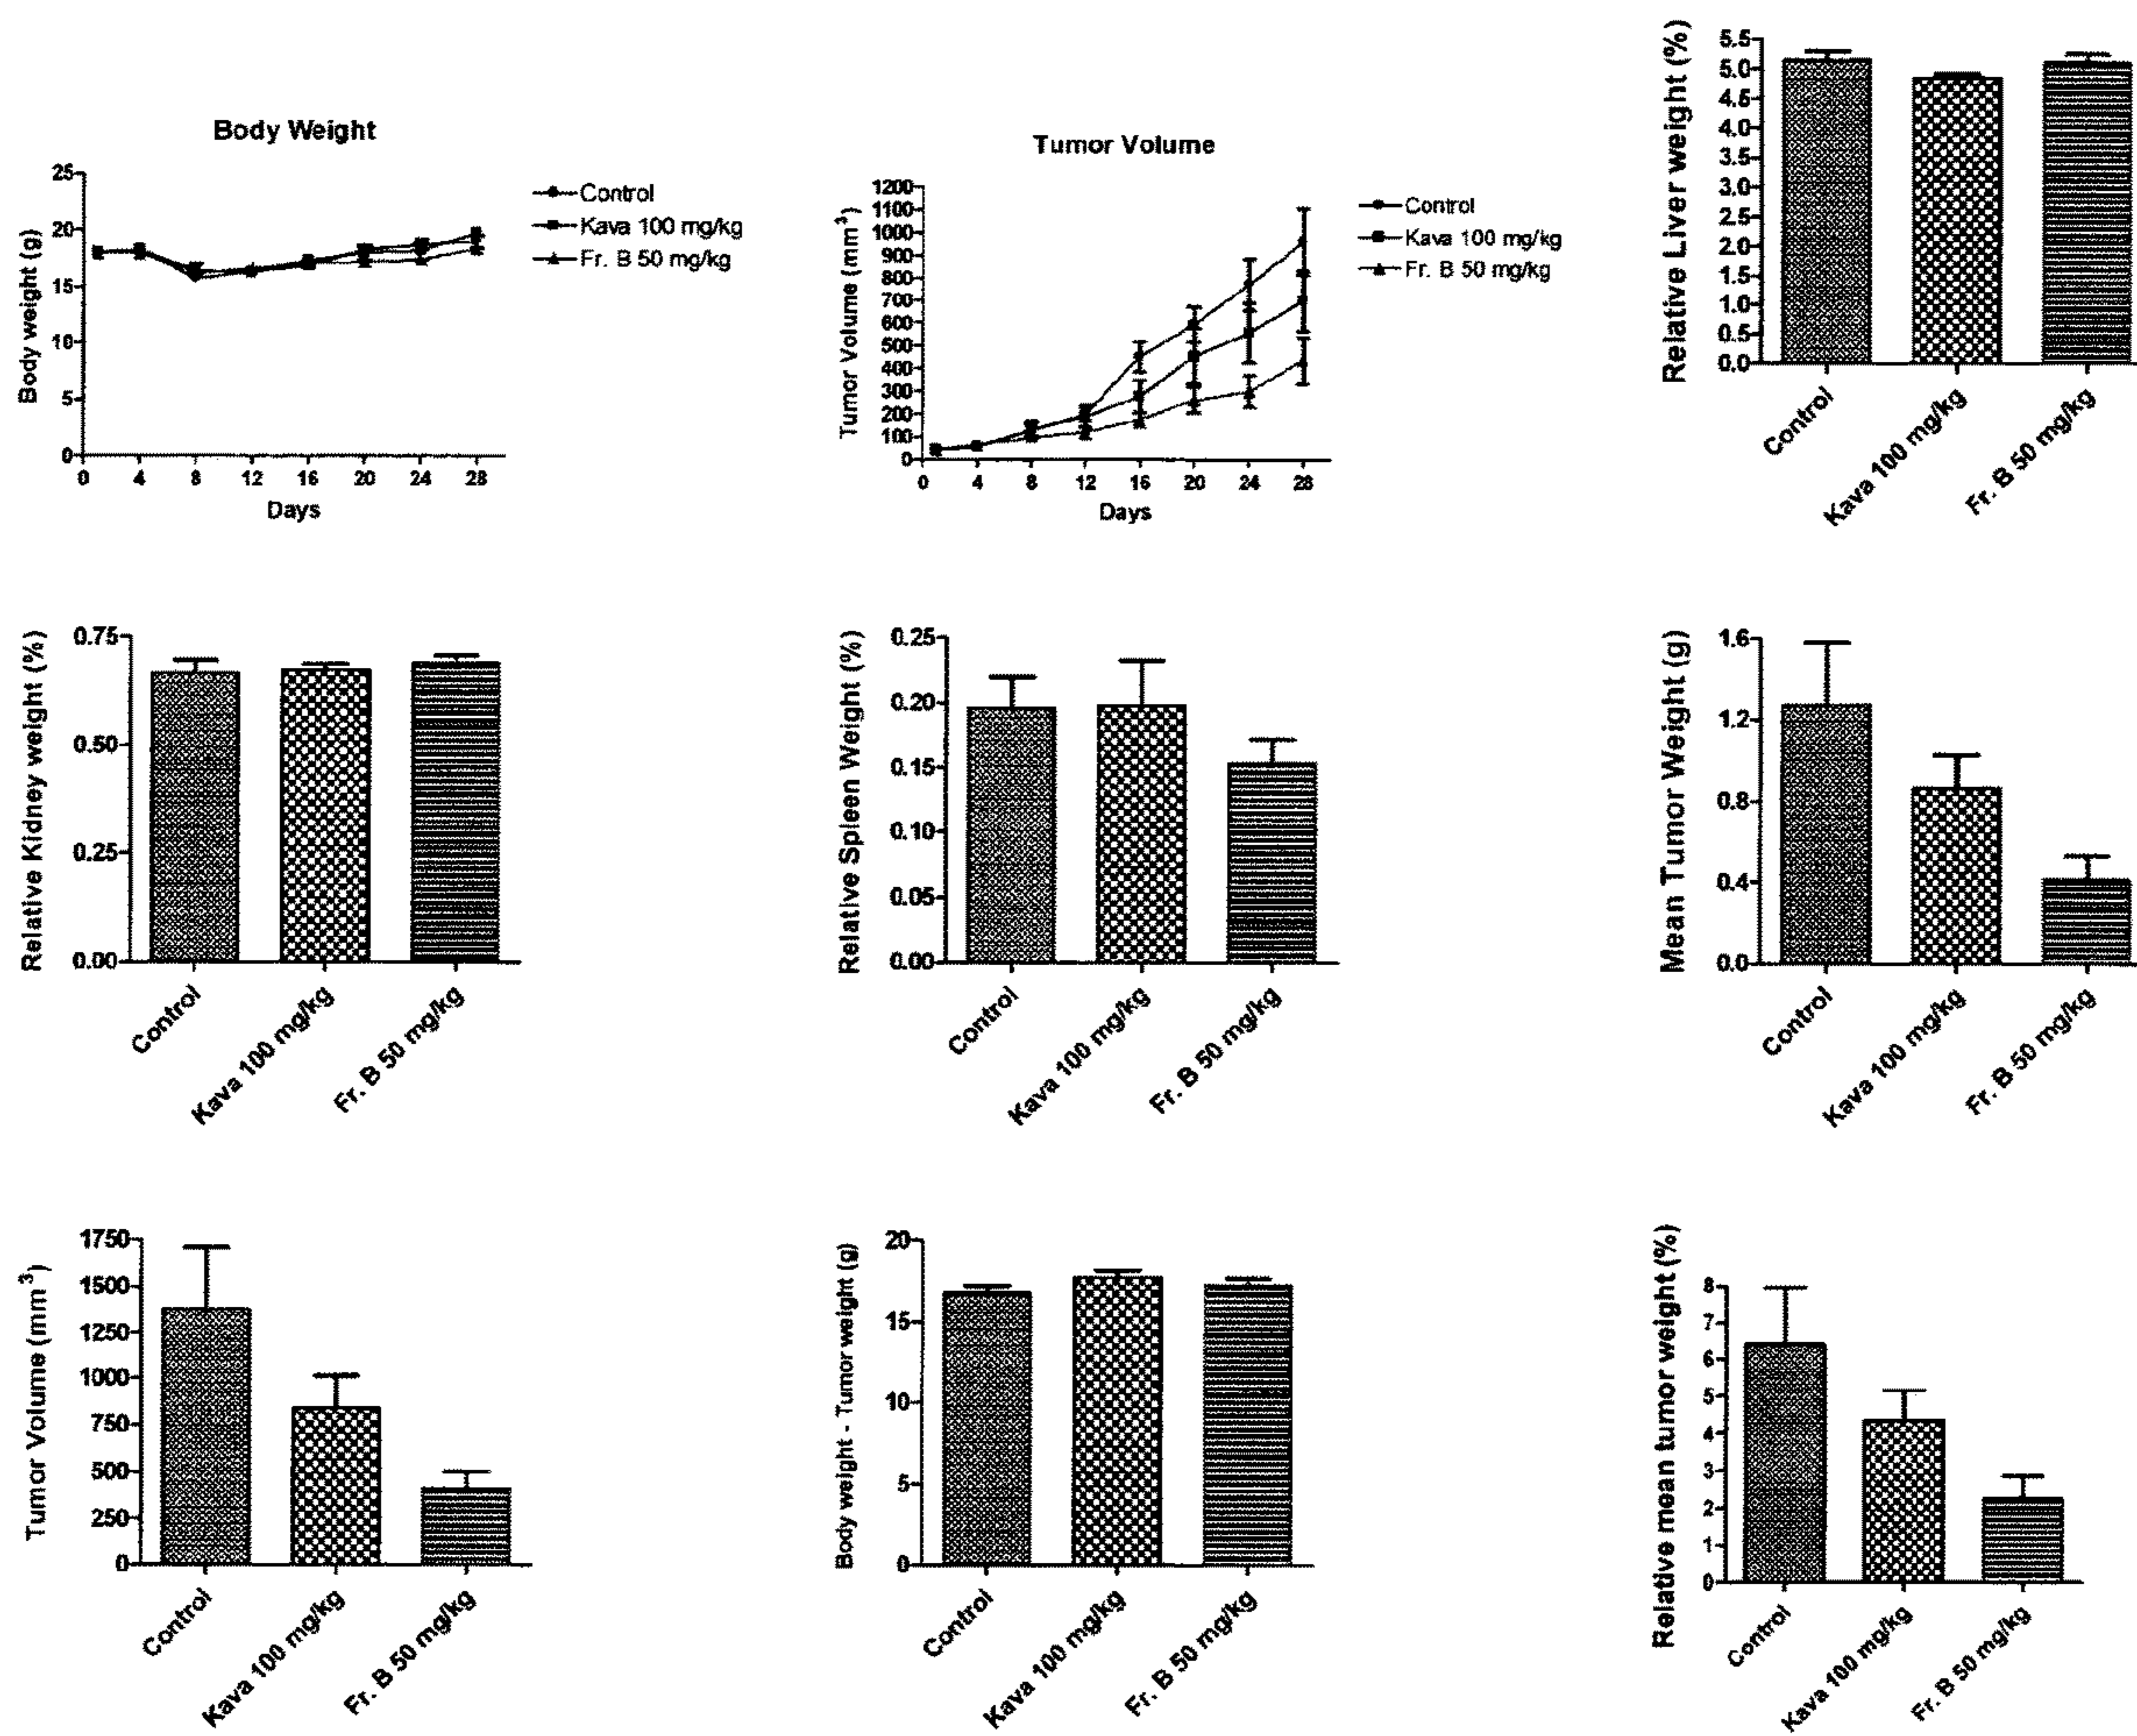 Body Weight
Body weight (g)
25
20
15
10
5
0
0 4 8 12 16 20 24 28
Days
Control
Kava 100 mg/kg
Fr. B 50 mg/kg
Tumor Volume
Tumor Volume (mm3)
1200
1100
1000
900
800
700
600
500
400
300
200
100
0
0 4 8 12 16 20 24 28
Days
Control
Kava 100 mg/kg
Fr. B 50 mg/kg
Relative Liver weight (%)
5.5
5.0
4.5
4.0
3.5
3.0
2.5
2.0
1.5
1.0
0.5
0.0
Control
Kava 100 mg/kg
Fr. B 50 mg/kg
Relative Kidney weight (%)
0.75
0.50
0.25
0.00
Control
Kava 100 mg/kg
Fr. B 50 mg/kg
Relative Spleen Weight (%)
0.25
0.20
0.15
0.10
0.05
0.00
Control
Kava 100 mg/kg
Fr. B 50 mg/kg
Mean Tumor Weight (g)
1.6
1.2
0.8
0.4
0.0
Control
Kava 100 mg/kg
Fr. B 50 mg/kg
Tumor Volume (mm3)
1750
1500
1250
1000
750
500
250
0
Control
Kava 100 mg/kg
Fr. B 50 mg/kg
Body weight - Tumor weight (g)
20
15
10
5
0
Control
Kava 100 mg/kg
Fr. B 50 mg/kg
Relative mean tumor weight (%)
8
7
6
5
4
3
2
1
0
Control
Kava 100 mg/kg
Fr. B 50 mg/kg